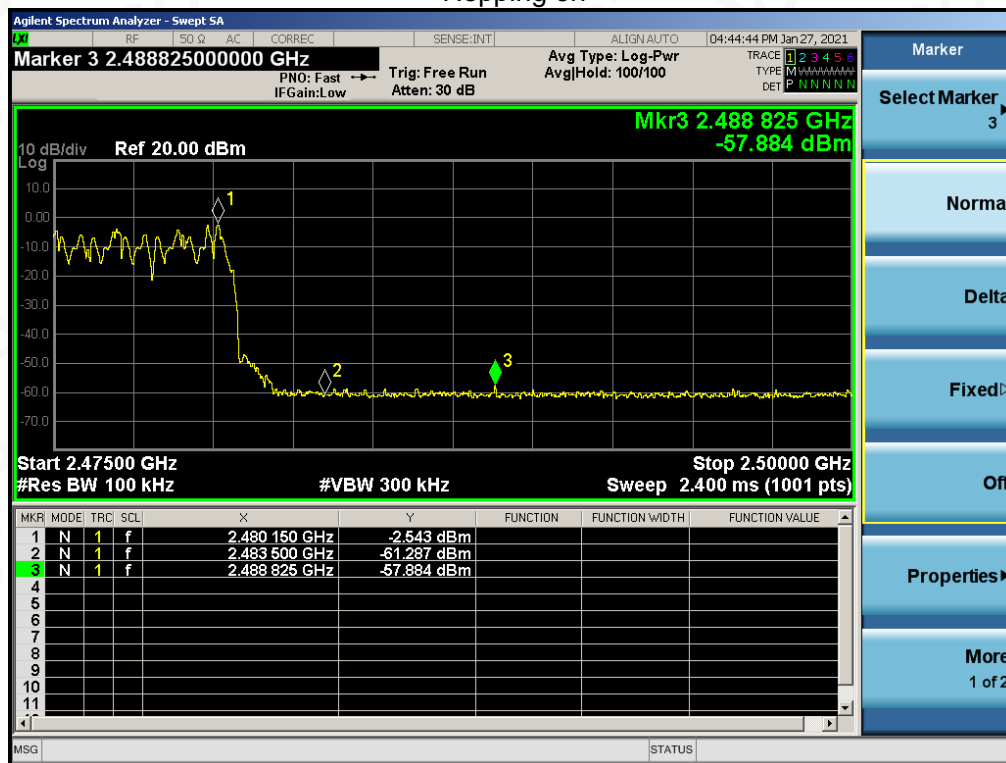 Hopping on
Agilent Spectrum Analyzer - Swept SA
LXI RF 50 Ω AC CORREC SENSE:INT ALIGN AUTO 04:44:44 PM Jan 27, 2021
Marker 3 2.488825000000 GHz
PNO: Fast
IFGain:Low
Trig: Free Run
Atten: 30 dB
Avg Type: Log-Pwr
Avg|Hold: 100/100
TRACE 1 2 3 4 5 6
TYPE M WWWWW
DET P N N N N N
Mkr3 2.488 825 GHz
-57.884 dBm
10 dB/div Ref 20.00 dBm
Log
10.0
0.00
-10.0
-20.0
-30.0
-40.0
-50.0
-60.0
-70.0
1
2
3
Start 2.47500 GHz Stop 2.50000 GHz
#Res BW 100 kHz #VBW 300 kHz Sweep 2.400 ms (1001 pts)
MKR MODE TRC SCL X Y FUNCTION FUNCTION WIDTH FUNCTION VALUE
1 N 1 f 2.480 150 GHz -2.543 dBm
2 N 1 f 2.483 500 GHz -61.287 dBm
3 N 1 f 2.488 825 GHz -57.884 dBm
4
5
6
7
8
9
10
11
MSG STATUS
Marker
Select Marker
3
Norma
Delta
Fixed
Off
Properties
More
1 of 2